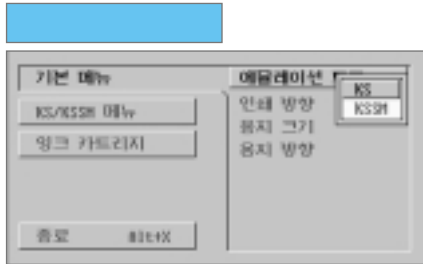 기본 메뉴
KS/KSSM 메뉴
잉크 카트리지
종료 Alt+X
에뮬레이션
KS
KSSM
인쇄 방향
용지 크기
용지 방향